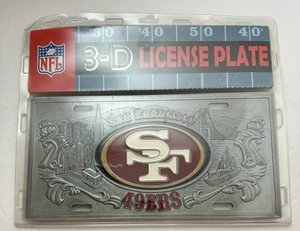 30 40 50 40
NFL
3-D LICENSE PLATE
SAN FRANCISCO
SF
49ERS